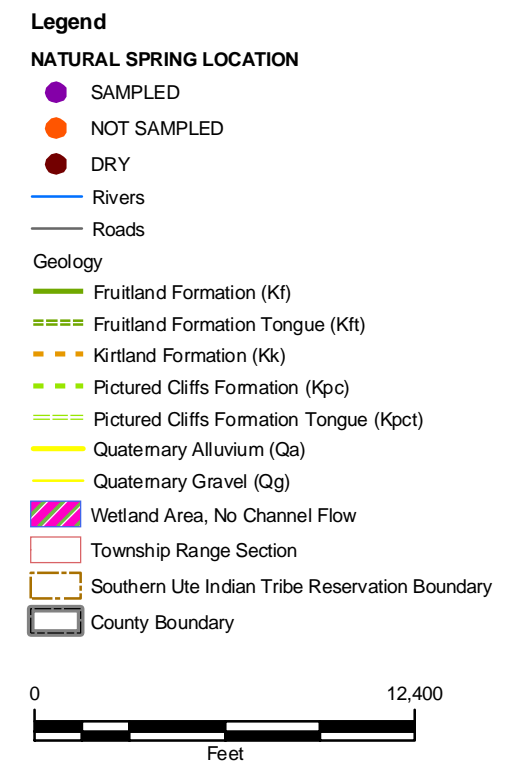 Legend
NATURAL SPRING LOCATION
SAMPLED
NOT SAMPLED
DRY
Rivers
Roads
Geology
Fruitland Formation (Kf)
Fruitland Formation Tongue (Kft)
Kirtland Formation (Kk)
Pictured Cliffs Formation (Kpc)
Pictured Cliffs Formation Tongue (Kpct)
Quaternary Alluvium (Qa)
Quaternary Gravel (Qg)
Wetland Area, No Channel Flow
Township Range Section
Southern Ute Indian Tribe Reservation Boundary
County Boundary
0 12,400
Feet